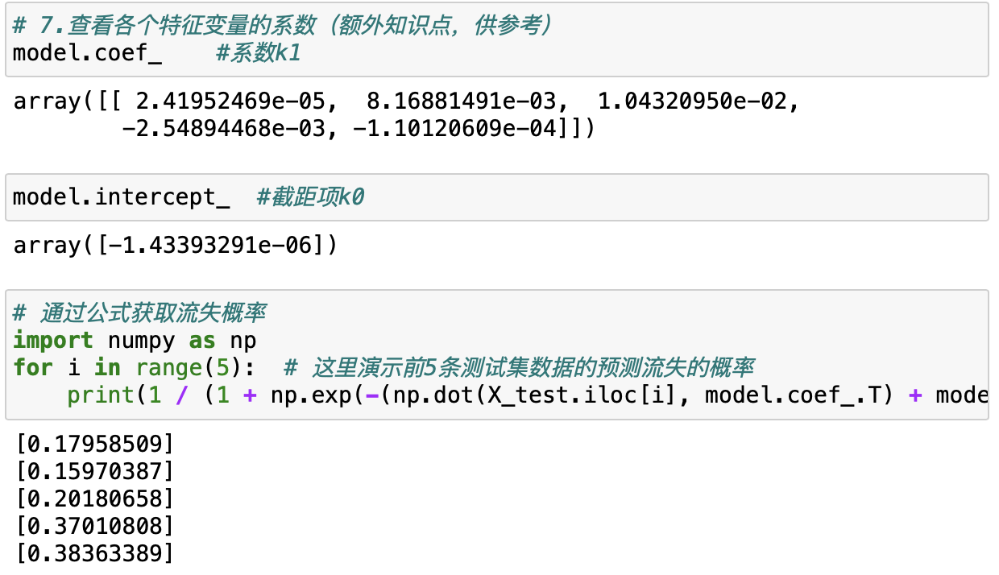 # 7.查看各个特征变量的系数（额外知识点，供参考）
model.coef_    #系数k1
array([[ 2.41952469e-05,  8.16881491e-03,  1.04320950e-02,
        -2.54894468e-03, -1.10120609e-04]])
model.intercept_  #截距项k0
array([-1.43393291e-06])
# 通过公式获取流失概率
import numpy as np
for i in range(5):  # 这里演示前5条测试集数据的预测流失的概率
    print(1 / (1 + np.exp(-(np.dot(X_test.iloc[i], model.coef_.T) + mode
[0.17958509]
[0.15970387]
[0.20180658]
[0.37010808]
[0.38363389]